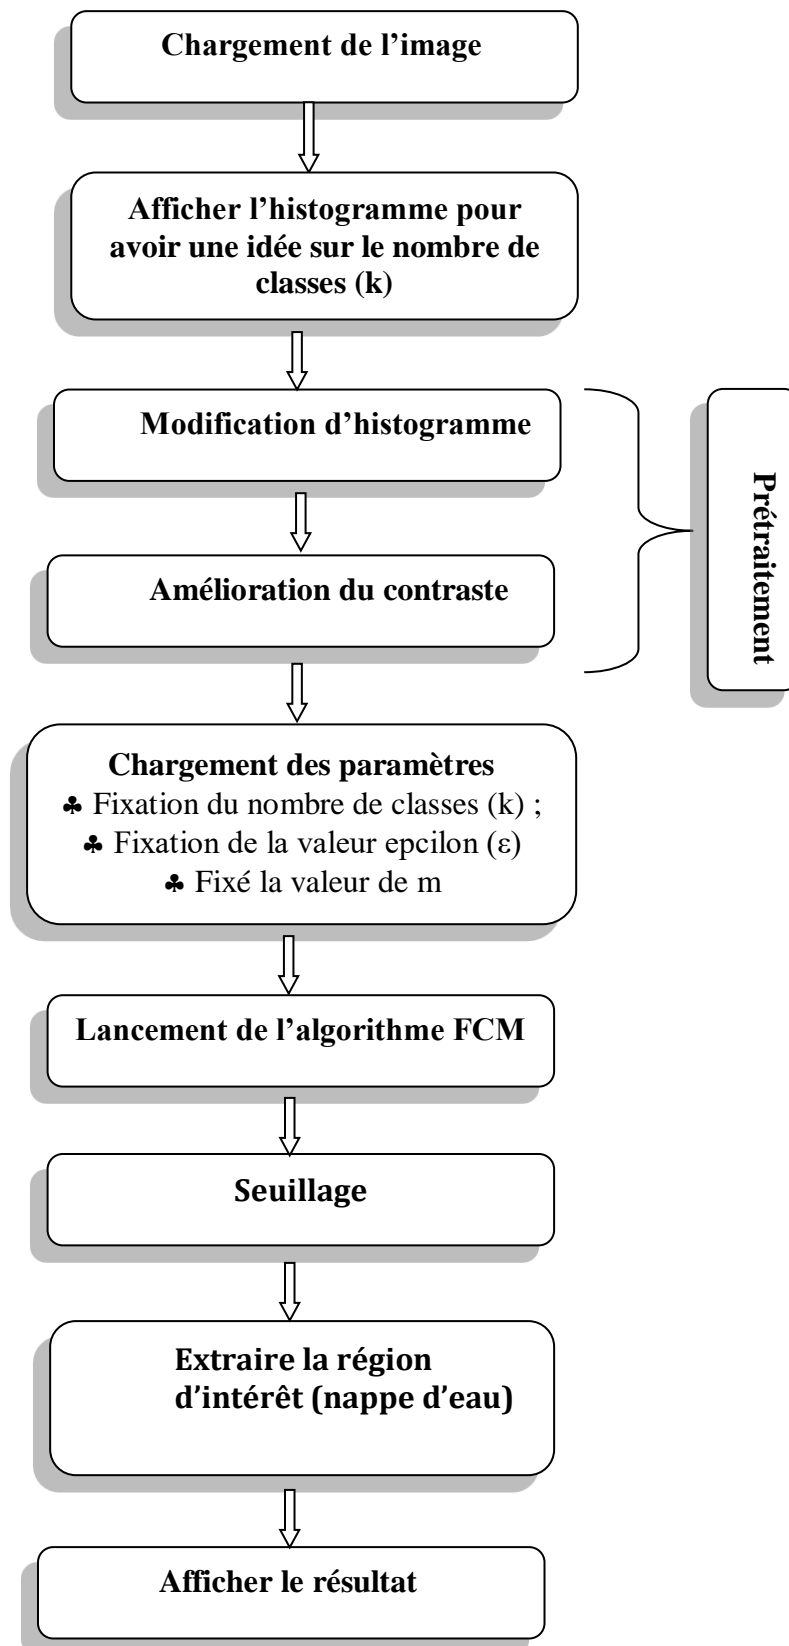 Chargement de l’image
Afficher l’histogramme pour
avoir une idée sur le nombre de
classes (k)
Modification d’histogramme
Amélioration du contraste
Prétraitement
Chargement des paramètres
♣ Fixation du nombre de classes (k) ;
♣ Fixation de la valeur epcilon (ε)
♣ Fixé la valeur de m
Lancement de l’algorithme FCM
Seuillage
Extraire la région
d’intérêt (nappe d’eau)
Afficher le résultat